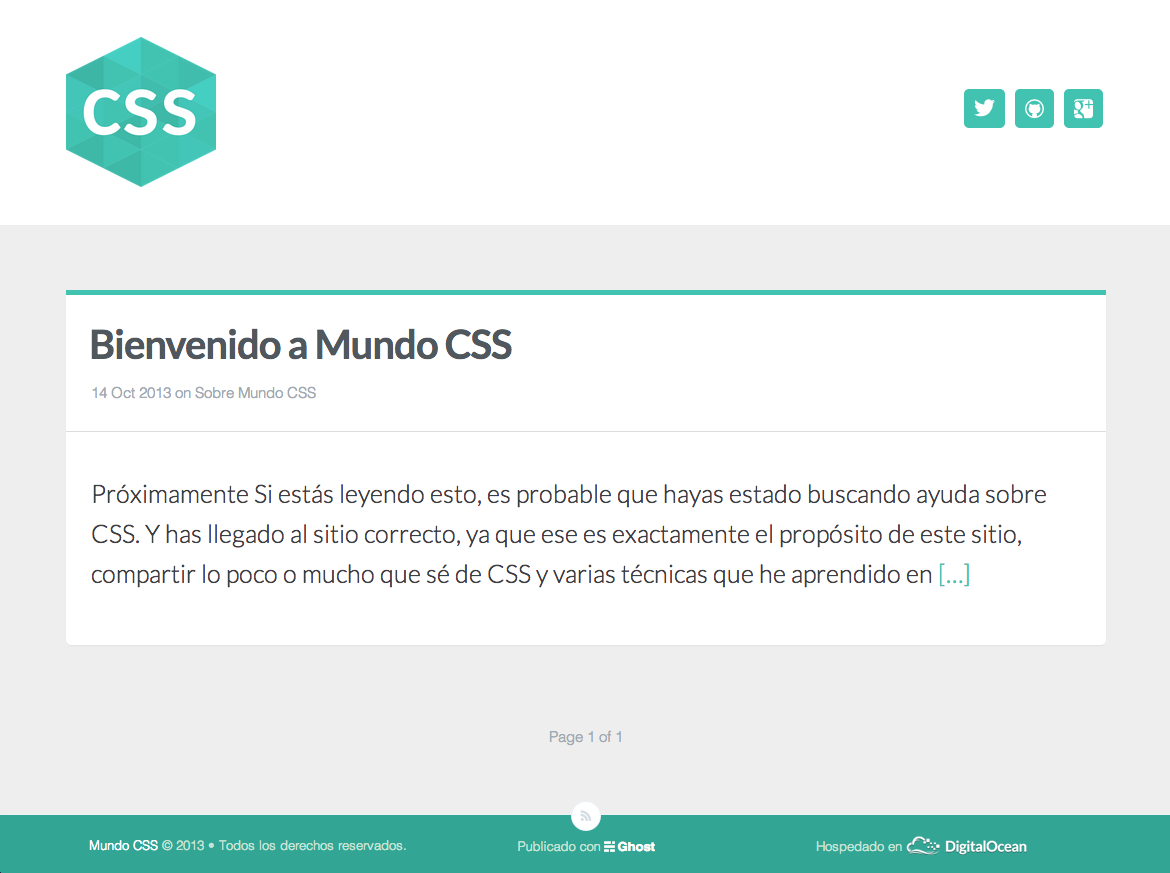 CSS
Bienvenido a Mundo CSS
14 Oct 2013 on Sobre Mundo CSS
Próximamente Si estás leyendo esto, es probable que hayas estado buscando ayuda sobre
CSS. Y has llegado al sitio correcto, ya que ese es exactamente el propósito de este sitio,
compartir lo poco o mucho que sé de CSS y varias técnicas que he aprendido en [...]
Page 1 of 1
Mundo CSS © 2013 • Todos los derechos reservados.
Publicado con Ghost
Hospedado en DigitalOcean